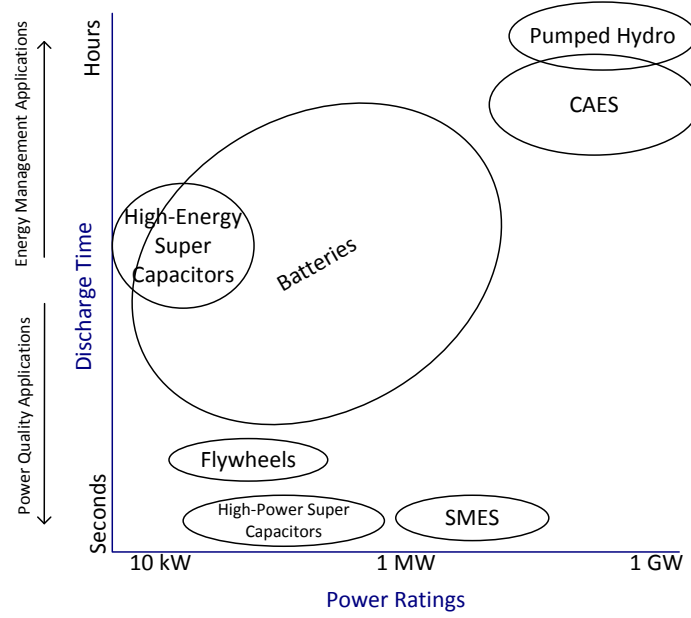 Energy Management Applications
Power Quality Applications
Discharge Time
Hours
Seconds
Pumped Hydro
CAES
High-Energy
Super
Capacitors
Batteries
Flywheels
High-Power Super
Capacitors
SMES
10 kW
1 MW
1 GW
Power Ratings